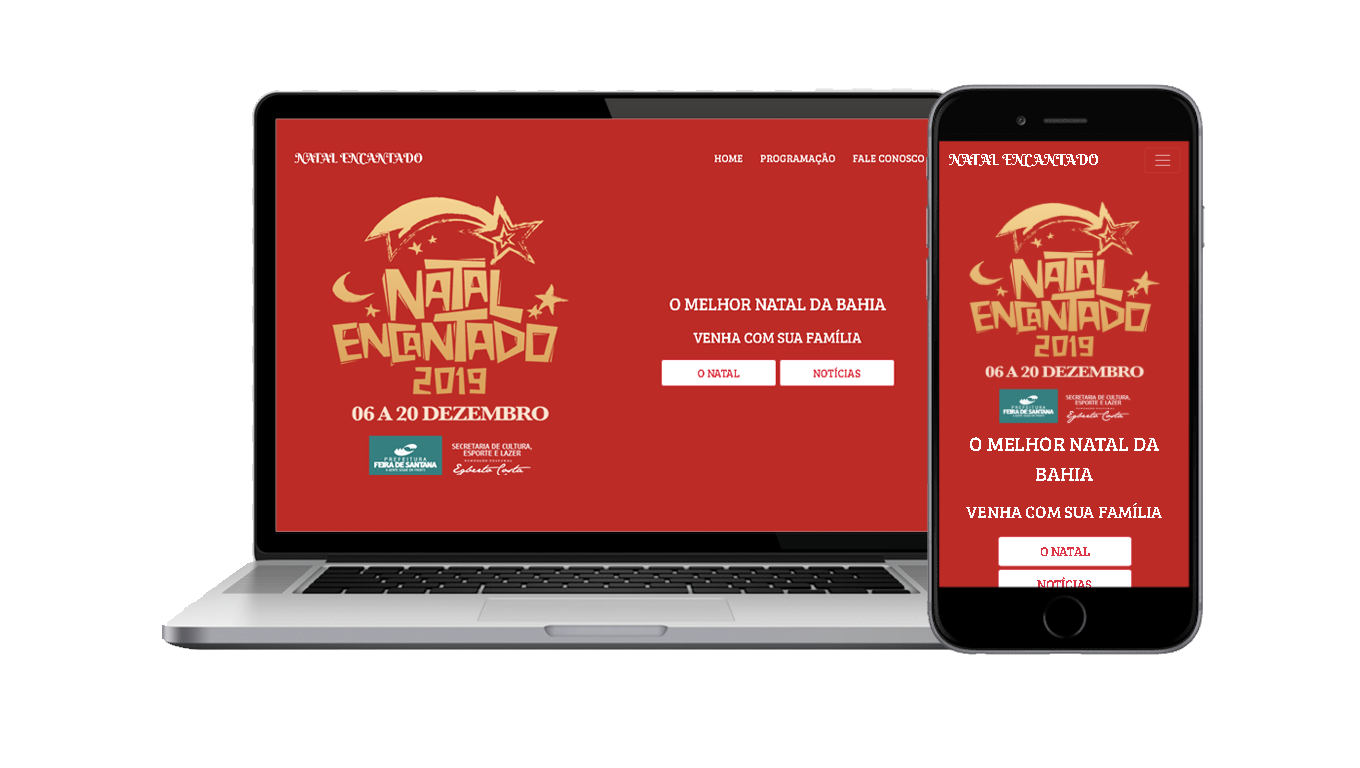 NATAL ENCANTADO
HOME PROGRAMAÇÃO FALE CONOSCO
NATAL
ENCANTADO
2019
06 A 20 DEZEMBRO
PREFEITURA
FEIRA DE SANTANA
SECRETARIA DE CULTURA,
ESPORTE E LAZER
Egberto Costa
O MELHOR NATAL DA BAHIA
VENHA COM SUA FAMÍLIA
O NATAL NOTÍCIAS
NATAL ENCANTADO
NATAL
ENCANTADO
2019
06 A 20 DEZEMBRO
PREFEITURA
FEIRA DE SANTANA
SECRETARIA DE CULTURA,
ESPORTE E LAZER
Egberto Costa
O MELHOR NATAL DA
BAHIA
VENHA COM SUA FAMÍLIA
O NATAL
NOTÍCIAS